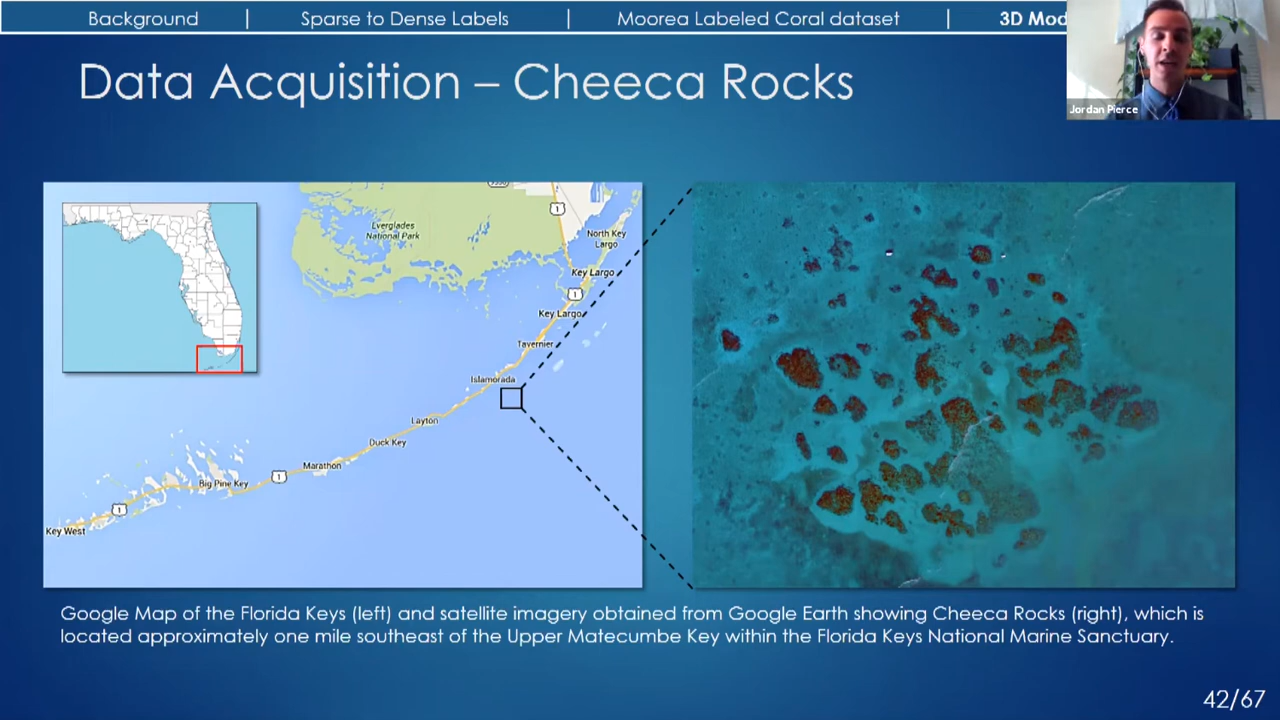 Background | Sparse to Dense Labels | Moorea Labeled Coral dataset | 3D Mod
Jordan Pierce
Data Acquisition – Cheeca Rocks
Everglades
National Park
1
North Key
Largo
Key Largo
1
Key Largo
Tavernier
Islamorada
Layton
Duck Key
Marathon
1
Big Pine Key
1
Key West
Google Map of the Florida Keys (left) and satellite imagery obtained from Google Earth showing Cheeca Rocks (right), which is
located approximately one mile southeast of the Upper Matecumbe Key within the Florida Keys National Marine Sanctuary.
42/67